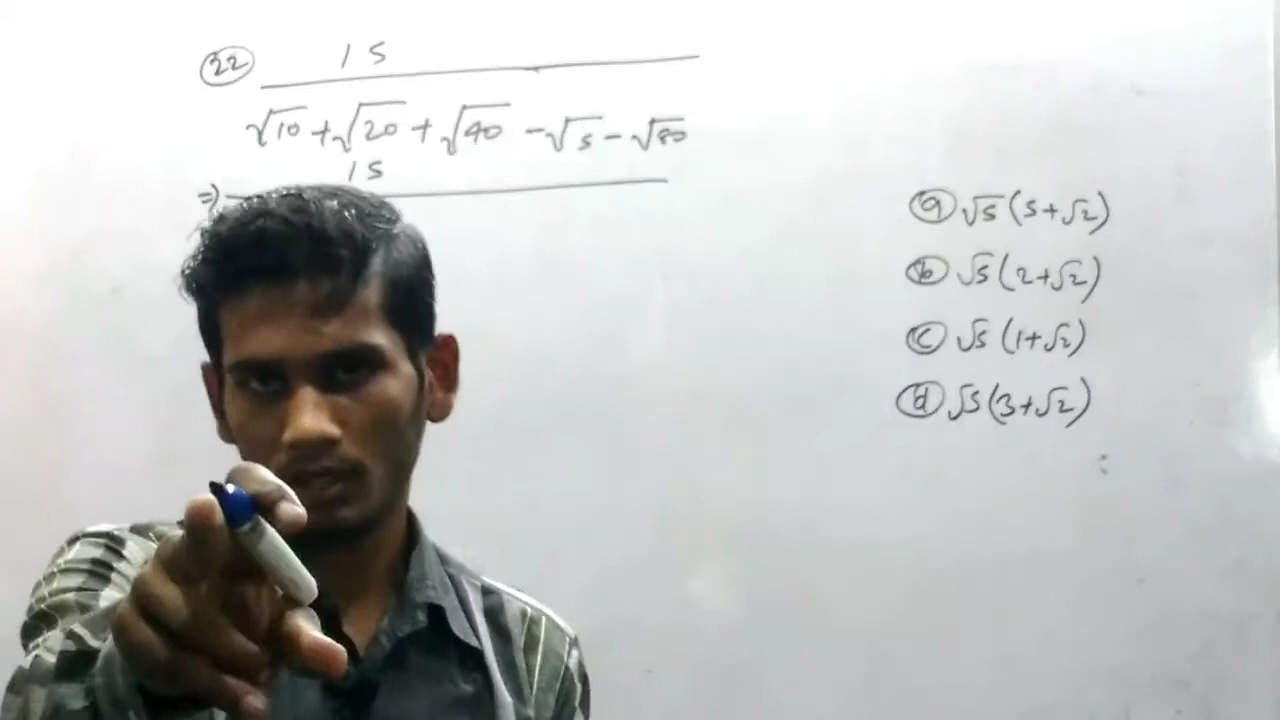 22 15
√10 + √20 + √40 - √5 - √80
⇒ 15
a √5 (5+√2)
b √5 (2+√2)
c √5 (1+√2)
d √5 (3+√2)